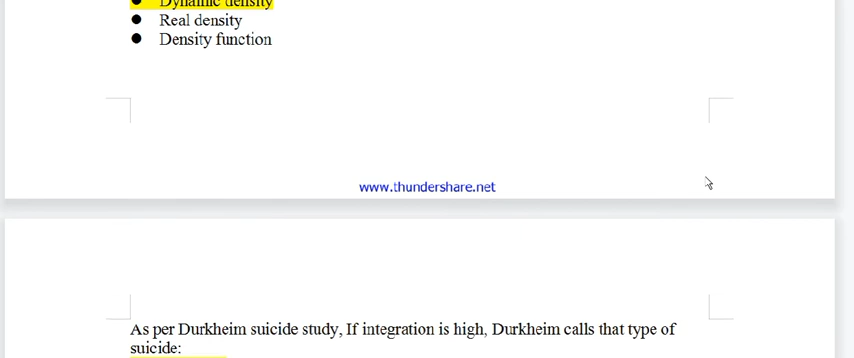 Dynamic density
● Real density
● Density function
www.thundershare.net
As per Durkheim suicide study, If integration is high, Durkheim calls that type of
suicide: